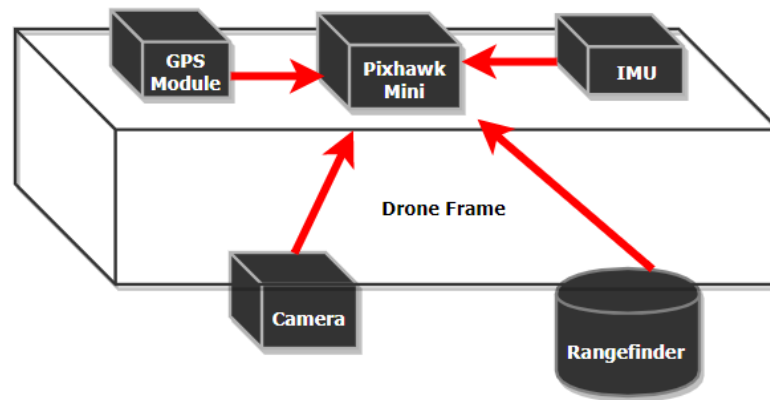 GPS
Module
Pixhawk
Mini
IMU
Drone Frame
Camera
Rangefinder